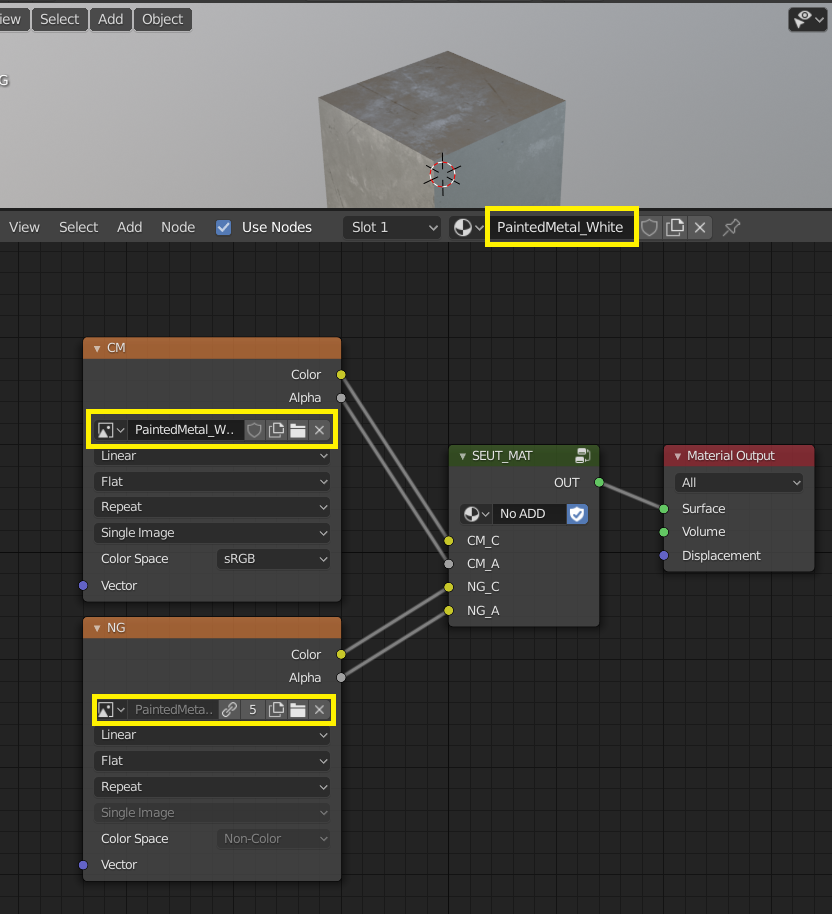 iew Select Add Object
G
View Select Add Node Use Nodes Slot 1 PaintedMetal_White
CM
Color
Alpha
PaintedMetal_W..
Linear
Flat
Repeat
Single Image
Color Space sRGB
Vector
NG
Color
Alpha
PaintedMeta.. 5
Linear
Flat
Repeat
Single Image
Color Space Non-Color
Vector
SEUT_MAT
OUT
No ADD
CM_C
CM_A
NG_C
NG_A
Material Output
All
Surface
Volume
Displacement